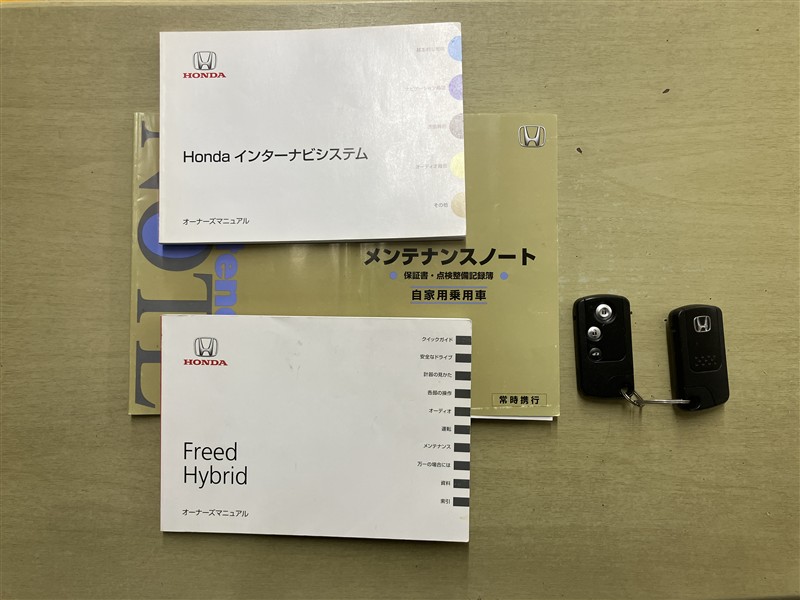 HONDA
Honda インターナビシステム
オーナーズマニュアル
その他
NOTE
メンテナンスノート
保証書・点検整備記録簿
自家用乗用車
常時携行
HONDA
Freed
Hybrid
オーナーズマニュアル
クイックガイド
安全なドライブ
計器の見かた
各部の操作
オーディオ
運転
メンテナンス
万一の場合には
資料
索引